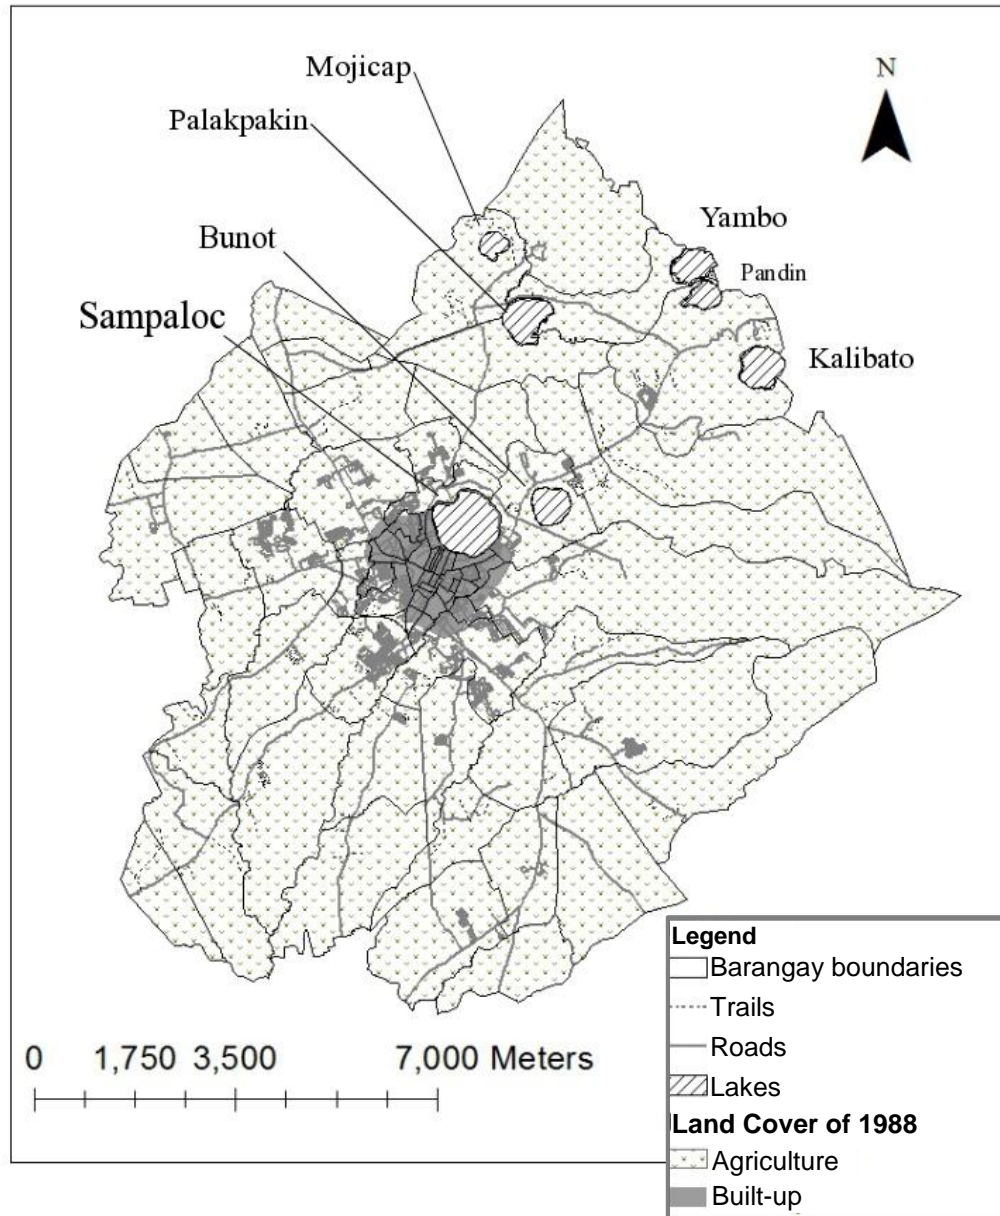 Mojicap
N
Palakpakin
Yambo
Bunot
Pandin
Sampaloc
Kalibato
Legend
Barangay boundaries
Trails
Roads
Lakes
Land Cover of 1988
Agriculture
Built-up
0 1,750 3,500 7,000 Meters